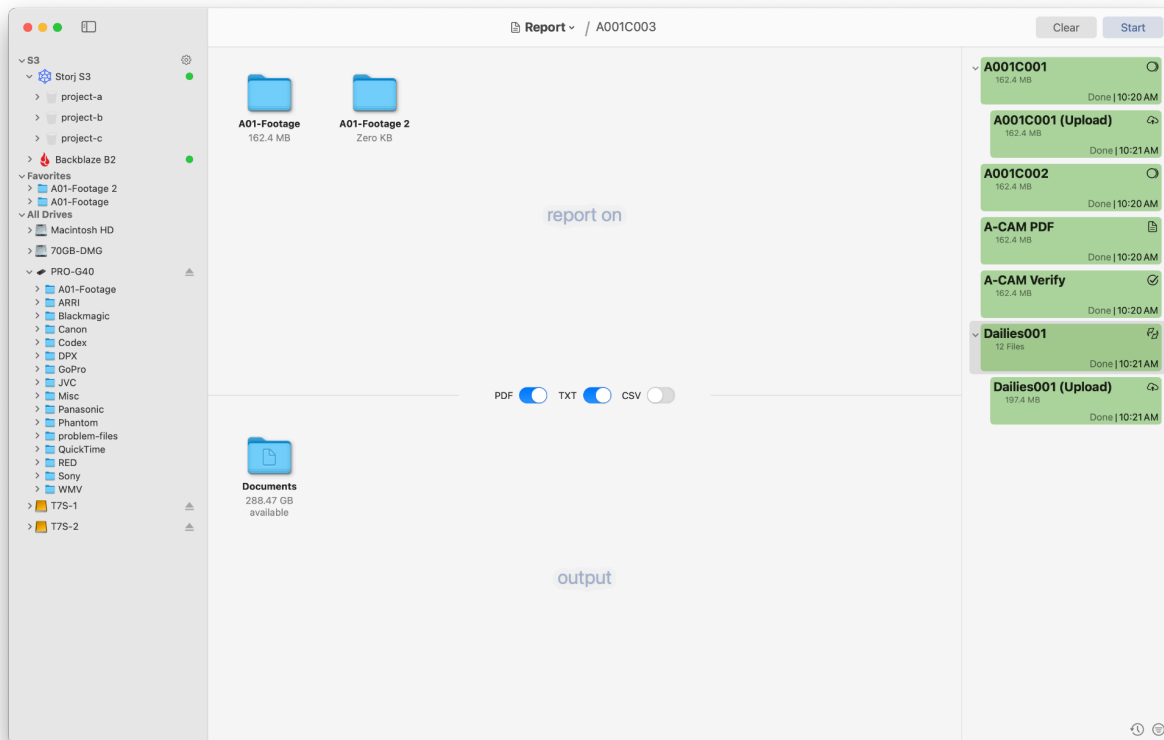 Report / A001C003
Clear
Start
S3
Storj S3
project-a
project-b
project-c
Backblaze B2
Favorites
A01-Footage 2
A01-Footage
All Drives
Macintosh HD
70GB-DMG
PRO-G40
A01-Footage
ARRI
Blackmagic
Canon
Codex
DPX
GoPro
JVC
Misc
Panasonic
Phantom
problem-files
QuickTime
RED
Sony
WMV
T7S-1
T7S-2
A01-Footage
162.4 MB
A01-Footage 2
Zero KB
report on
PDF TXT CSV
Documents
288.47 GB
available
output
A001C001
162.4 MB
Done | 10:20 AM
A001C001 (Upload)
162.4 MB
Done | 10:21 AM
A001C002
162.4 MB
Done | 10:20 AM
A-CAM PDF
162.4 MB
Done | 10:20 AM
A-CAM Verify
162.4 MB
Done | 10:20 AM
Dailies001
12 Files
Done | 10:21 AM
Dailies001 (Upload)
197.4 MB
Done | 10:21 AM